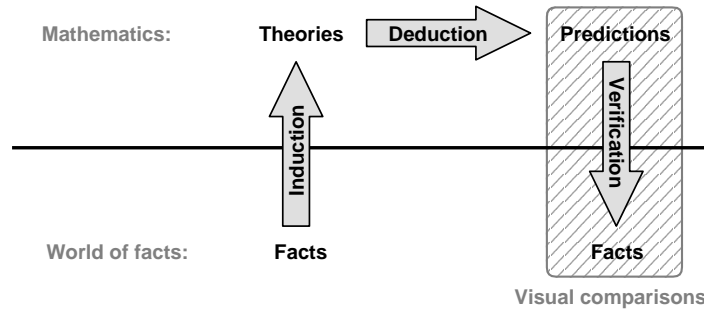 Mathematics: Theories Deduction Predictions
Induction Verification
World of facts: Facts Facts
Visual comparisons